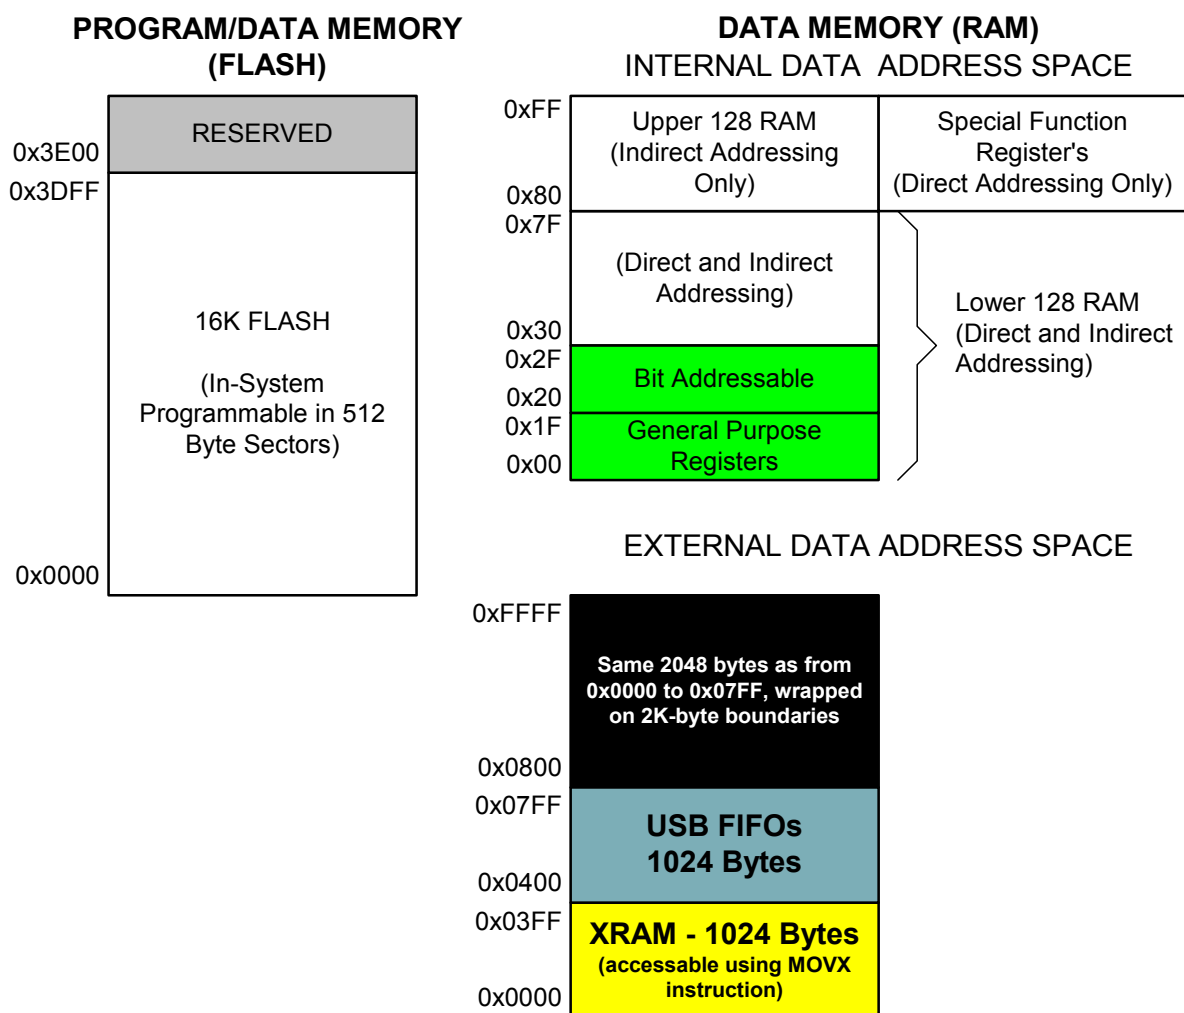 PROGRAM/DATA MEMORY
(FLASH)
RESERVED
0x3E00
0x3DFF
16K FLASH
(In-System
Programmable in 512
Byte Sectors)
0x0000
DATA MEMORY (RAM)
INTERNAL DATA ADDRESS SPACE
0xFF
Upper 128 RAM
(Indirect Addressing
Only)
0x80
Special Function
Register's
(Direct Addressing Only)
0x7F
(Direct and Indirect
Addressing)
0x30
0x2F
Bit Addressable
0x20
0x1F
General Purpose
Registers
0x00
Lower 128 RAM
(Direct and Indirect
Addressing)
EXTERNAL DATA ADDRESS SPACE
0xFFFF
Same 2048 bytes as from
0x0000 to 0x07FF, wrapped
on 2K-byte boundaries
0x0800
0x07FF
USB FIFOs
1024 Bytes
0x0400
0x03FF
XRAM - 1024 Bytes
(accessable using MOVX
instruction)
0x0000